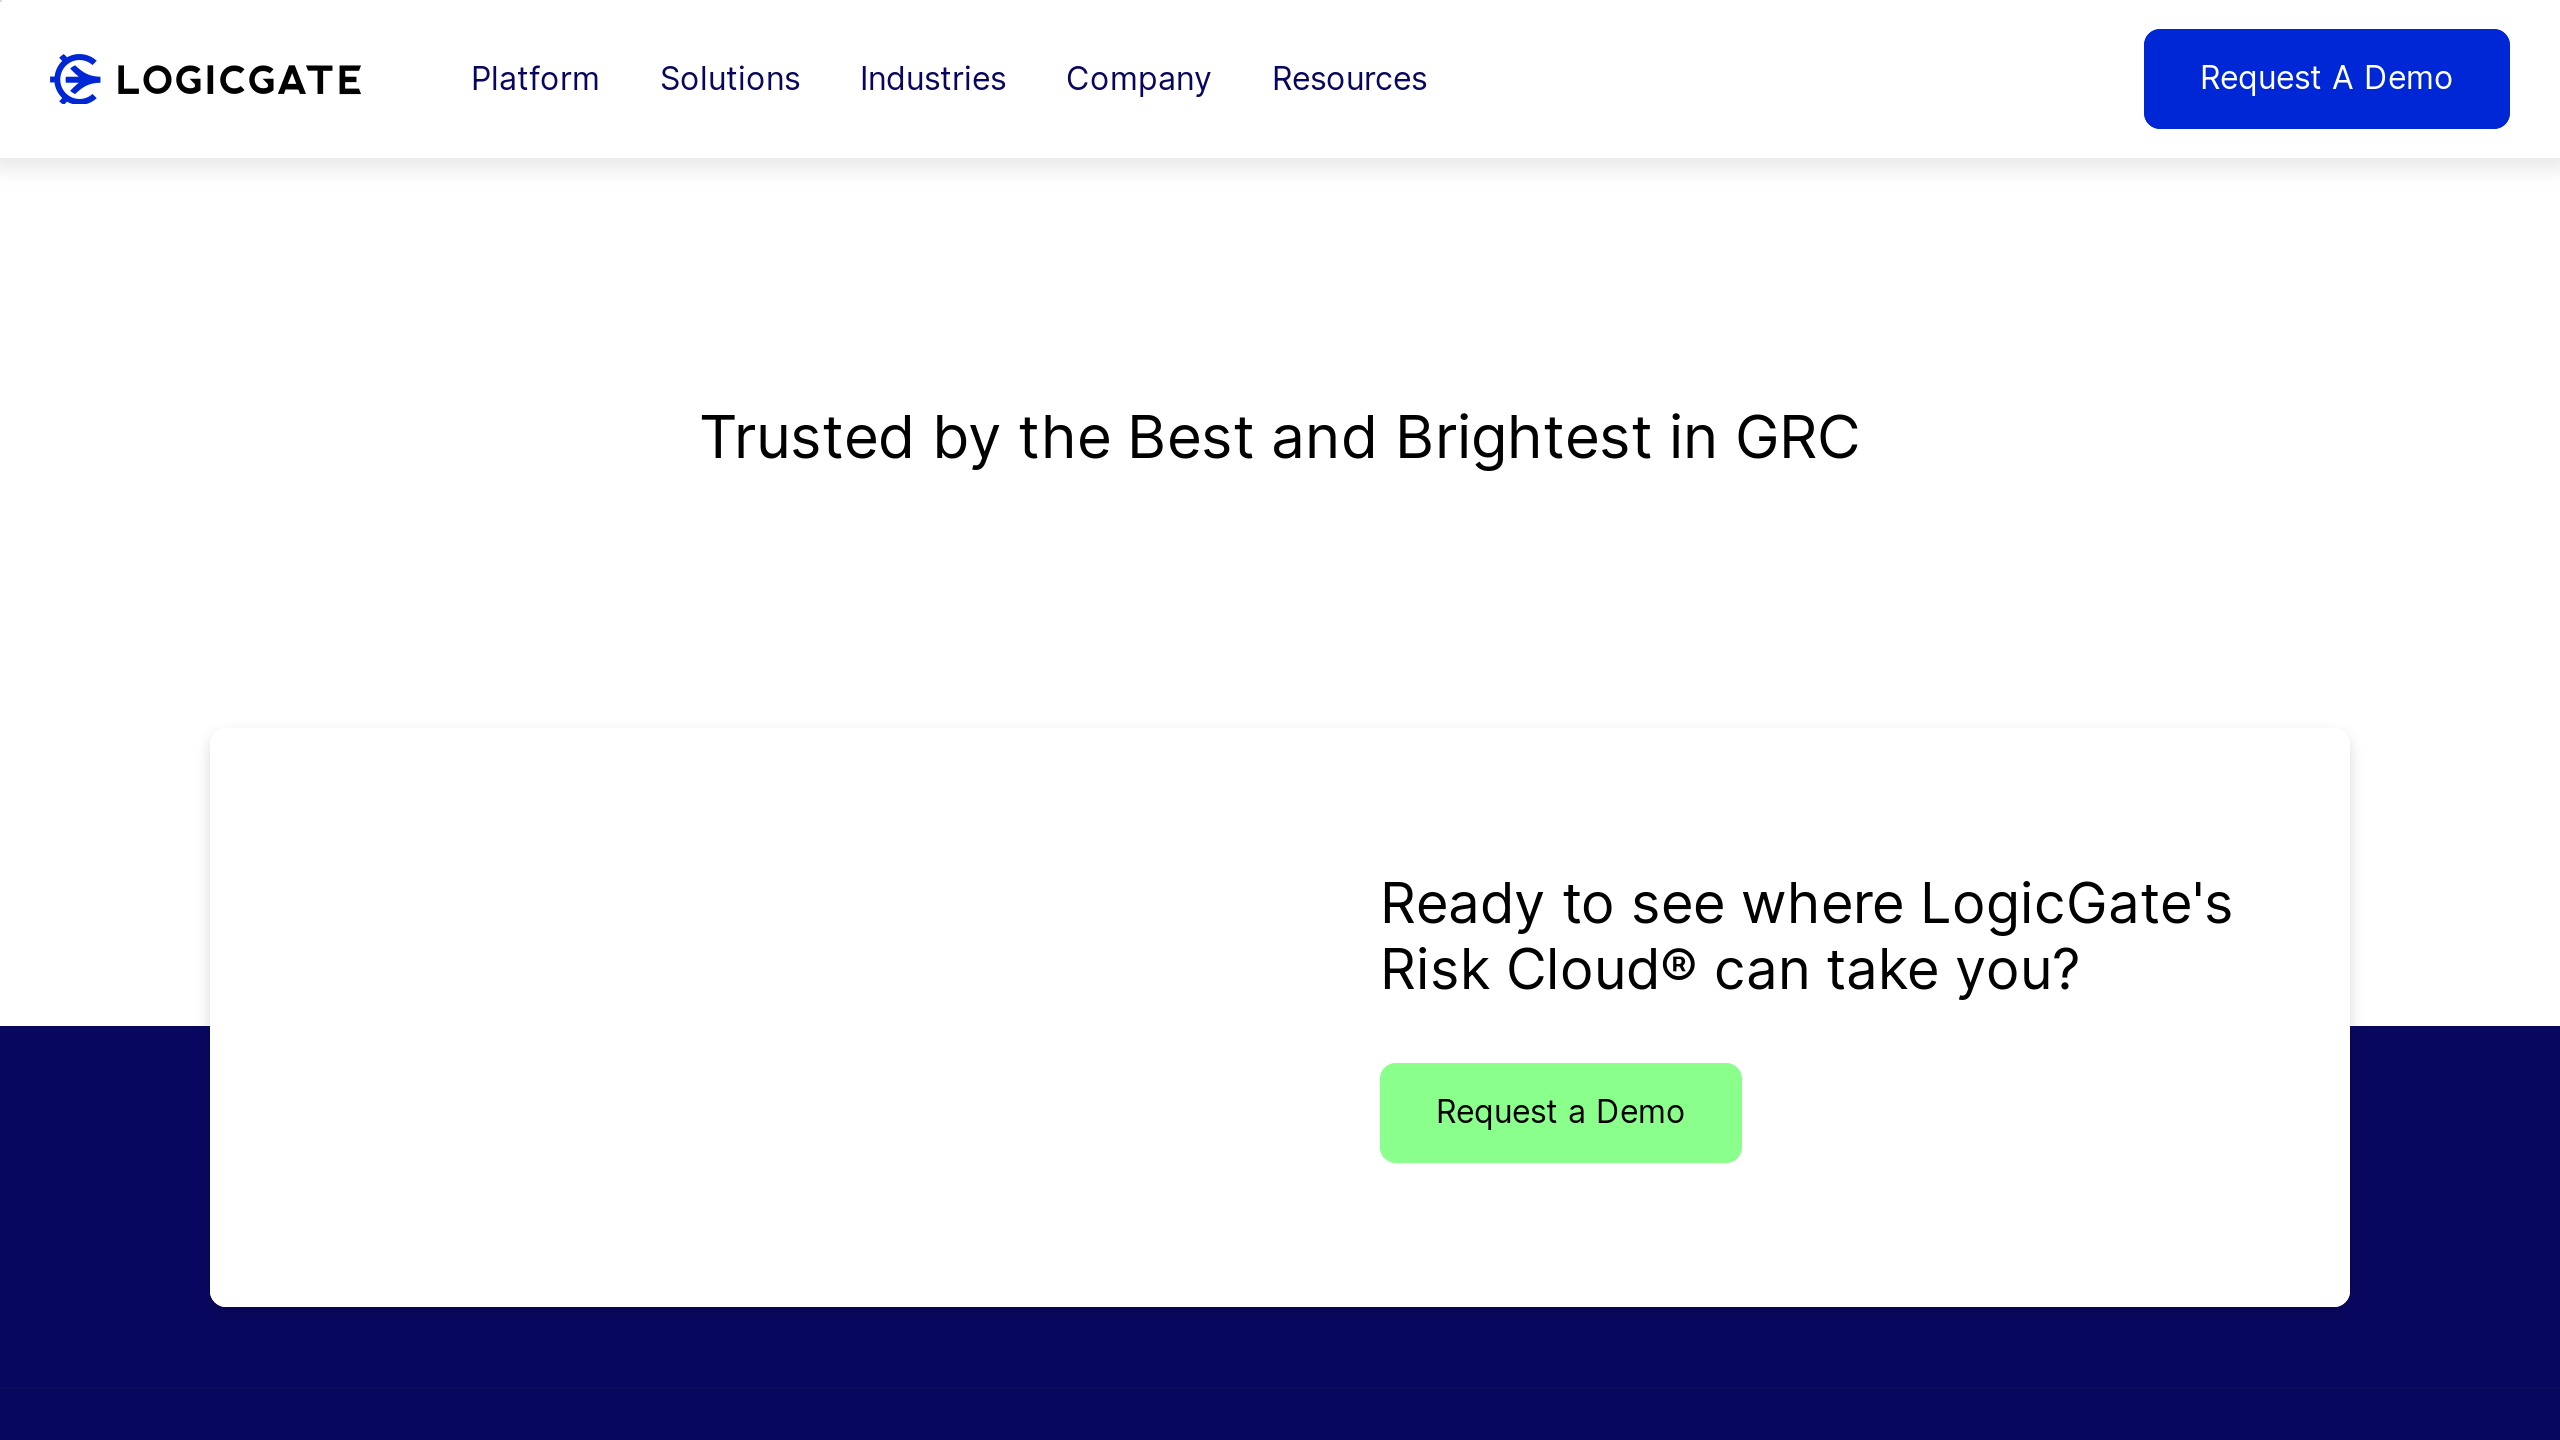 LOGICGATE
Platform
Solutions
Industries
Company
Resources
Request A Demo
Trusted by the Best and Brightest in GRC
Ready to see where LogicGate's
Risk Cloud® can take you?
Request a Demo